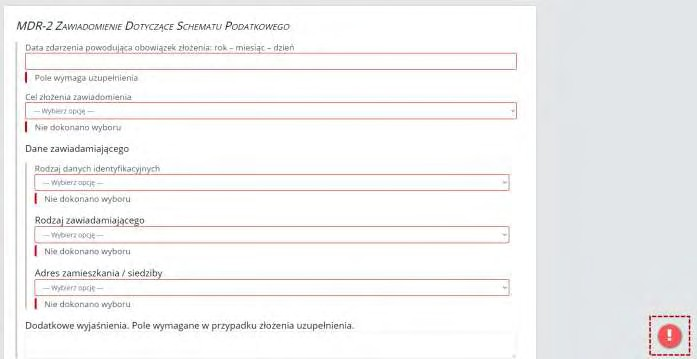 MDR-2 Zawiadomienie Dotyczące Schematu Podatkowego
Data zdarzenia powodująca obowiązek złożenia: rok – miesiąc – dzień
Pole wymaga uzupełnienia
Cel złożenia zawiadomienia
--- Wybierz opcję ---
Nie dokonano wyboru
Dane zawiadamiającego
Rodzaj danych identyfikacyjnych
--- Wybierz opcję ---
Nie dokonano wyboru
Rodzaj zawiadamiającego
--- Wybierz opcję ---
Nie dokonano wyboru
Adres zamieszkania / siedziby
--- Wybierz opcję ---
Nie dokonano wyboru
Dodatkowe wyjaśnienia. Pole wymagane w przypadku złożenia uzupełnienia.
!